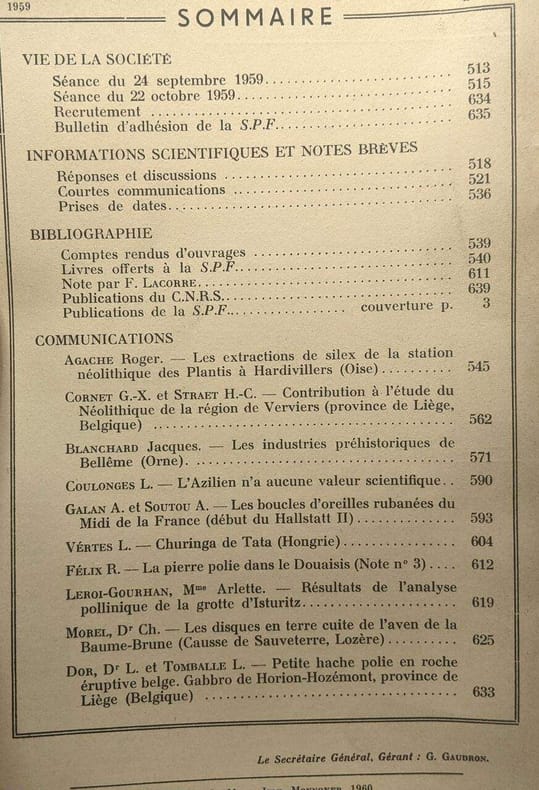 1959
SOMMAIRE
VIE DE LA SOCIÉTÉ
Séance du 24 septembre 1959 513
Séance du 22 octobre 1959 515
Recrutement 634
Bulletin d'adhésion de la S.P.F. 635
INFORMATIONS SCIENTIFIQUES ET NOTES BRÈVES
Réponses et discussions 518
Courtes communications 521
Prises de dates 536
BIBLIOGRAPHIE
Comptes rendus d'ouvrages 539
Livres offerts à la S.P.F. 540
Note par F. LACORRE 611
Publications du C.N.R.S. 639
Publications de la S.P.F. couverture p. 3
COMMUNICATIONS
AGACHE Roger. — Les extractions de silex de la station
néolithique des Plantis à Hardivillers (Oise) 545
CORNET G.-X. et STRAET H.-C. — Contribution à l'étude du
Néolithique de la région de Verviers (province de Liège,
Belgique) 562
BLANCHARD Jacques. — Les industries préhistoriques de
Bellême (Orne). 571
COULONGES L. — L'Azilien n'a aucune valeur scientifique 590
GALAN A. et SOUTOU A. — Les boucles d'oreilles rubanées du
Midi de la France (début du Hallstatt II) 593
VÉRTES L. — Churinga de Tata (Hongrie) 604
FÉLIX R. — La pierre polie dans le Douaisis (Note n° 3) 612
LEROI-GOURHAN, Mme Arlette. — Résultats de l'analyse
pollinique de la grotte d'Isturitz 619
MOREL, Dr Ch. — Les disques en terre cuite de l'aven de la
Baume-Brune (Causse de Sauveterre, Lozère) 625
DOR, Dr L. et TOMBALLE L. — Petite hache polie en roche
éruptive belge. Gabbro de Horion-Hozémont, province de
Liège (Belgique) 633
Le Secrétaire Général, Gérant : G. GAUDRON.
1960